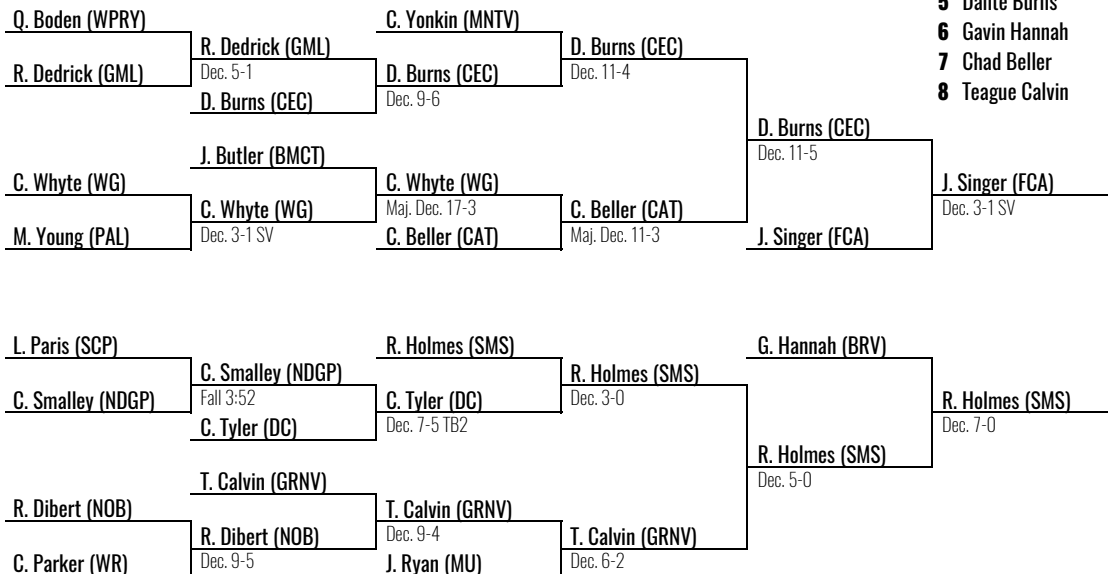 5 Dante Burns
6 Gavin Hannah
7 Chad Beller
8 Teague Calvin
Q. Boden (WPRY)
R. Dedrick (GML)
R. Dedrick (GML)
Dec. 5-1
D. Burns (CEC)
C. Yonkin (MNTV)
D. Burns (CEC)
Dec. 9-6
D. Burns (CEC)
Dec. 11-4
J. Butler (BMCT)
C. Whyte (WG)
M. Young (PAL)
C. Whyte (WG)
Dec. 3-1 SV
C. Whyte (WG)
Maj. Dec. 17-3
C. Beller (CAT)
C. Beller (CAT)
Maj. Dec. 11-3
D. Burns (CEC)
Dec. 11-5
J. Singer (FCA)
J. Singer (FCA)
Dec. 3-1 SV
L. Paris (SCP)
C. Smalley (NDGP)
C. Smalley (NDGP)
Fall 3:52
C. Tyler (DC)
R. Holmes (SMS)
C. Tyler (DC)
Dec. 7-5 TB2
R. Holmes (SMS)
Dec. 3-0
T. Calvin (GRNV)
R. Dibert (NOB)
C. Parker (WR)
R. Dibert (NOB)
Dec. 9-5
T. Calvin (GRNV)
Dec. 9-4
J. Ryan (MU)
T. Calvin (GRNV)
Dec. 6-2
G. Hannah (BRV)
R. Holmes (SMS)
Dec. 5-0
R. Holmes (SMS)
Dec. 7-0